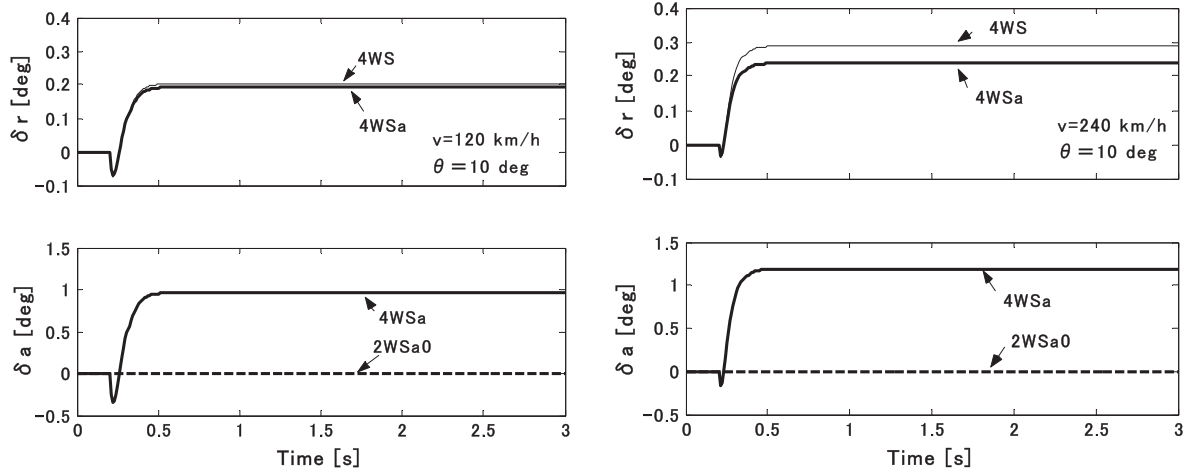 0.4
0.3
0.2
0.1
0
-0.1
δ r [deg]
4WS
4WSa
v=120 km/h
θ = 10 deg
0.4
0.3
0.2
0.1
0
-0.1
δ r [deg]
4WS
4WSa
v=240 km/h
θ = 10 deg
1.5
1
0.5
0
-0.5
δ a [deg]
4WSa
2WSa0
0 0.5 1 1.5 2 2.5 3
Time [s]
1.5
1
0.5
0
-0.5
δ a [deg]
4WSa
2WSa0
0 0.5 1 1.5 2 2.5 3
Time [s]